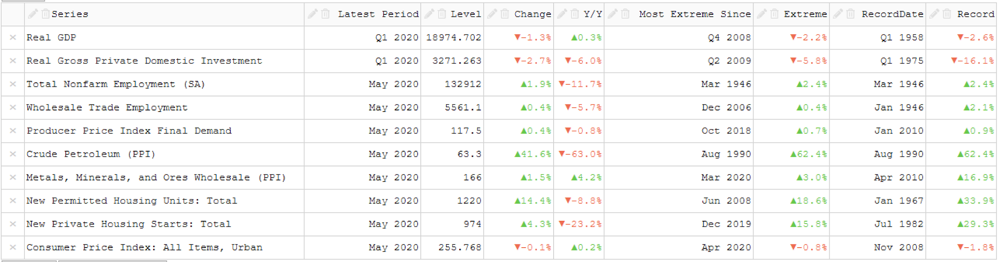 Series Latest Period Level Change Y/Y Most Extreme Since Extreme RecordDate Record
× Real GDP Q1 2020 18974.702 ▼-1.3% ▲0.3% Q4 2008 ▼-2.2% Q1 1958 ▼-2.6%
× Real Gross Private Domestic Investment Q1 2020 3271.263 ▼-2.7% ▼-6.0% Q2 2009 ▼-5.8% Q1 1975 ▼-16.1%
× Total Nonfarm Employment (SA) May 2020 132912 ▲1.9% ▼-11.7% Mar 1946 ▲2.4% Mar 1946 ▲2.4%
× Wholesale Trade Employment May 2020 5561.1 ▲0.4% ▼-5.7% Dec 2006 ▲0.4% Jan 1946 ▲2.1%
× Producer Price Index Final Demand May 2020 117.5 ▲0.4% ▼-0.8% Oct 2018 ▲0.7% Jan 2010 ▲0.9%
× Crude Petroleum (PPI) May 2020 63.3 ▲41.6% ▼-63.0% Aug 1990 ▲62.4% Aug 1990 ▲62.4%
× Metals, Minerals, and Ores Wholesale (PPI) May 2020 166 ▲1.5% ▲4.2% Mar 2020 ▲3.0% Apr 2010 ▲16.9%
× New Permitted Housing Units: Total May 2020 1220 ▲14.4% ▼-8.8% Jun 2008 ▲18.6% Jan 1967 ▲33.9%
× New Private Housing Starts: Total May 2020 974 ▲4.3% ▼-23.2% Dec 2019 ▲15.8% Jul 1982 ▲29.3%
× Consumer Price Index: All Items, Urban May 2020 255.768 ▼-0.1% ▲0.2% Apr 2020 ▼-0.8% Nov 2008 ▼-1.8%